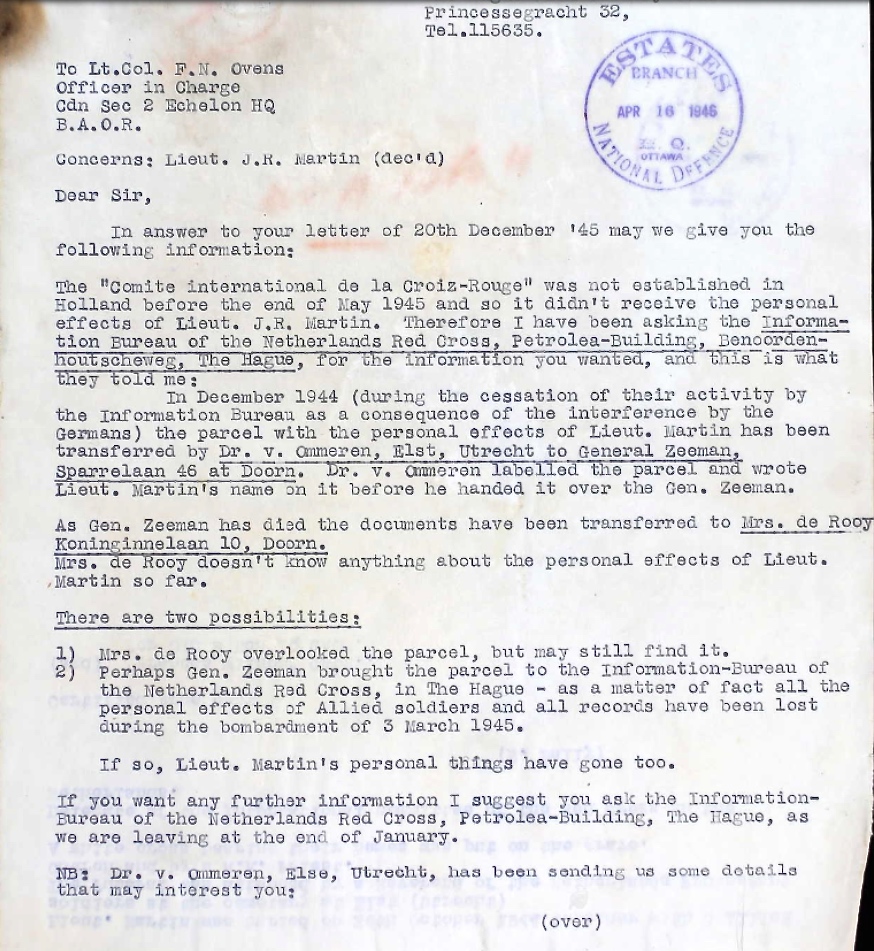 Princessegracht 32,
Tel.115635.
ESTATES
BRANCH
APR 16 1946
H. Q.
OTTAWA
NATIONAL DEFENCE
To Lt.Col. F.N. Ovens
Officer in Charge
Cdn Sec 2 Echelon HQ
B.A.O.R.
Concerns: Lieut. J.R. Martin (dec'd)
Dear Sir,
In answer to your letter of 20th December '45 may we give you the
following information:
The "Comite international de la Croiz-Rouge" was not established in
Holland before the end of May 1945 and so it didn't receive the personal
effects of Lieut. J.R. Martin. Therefore I have been asking the Informa-
tion Bureau of the Netherlands Red Cross, Petrolea-Building, Benoorden-
houtscheweg, The Hague, for the information you wanted, and this is what
they told me:
In December 1944 (during the cessation of their activity by
the Information Bureau as a consequence of the interference by the
Germans) the parcel with the personal effects of Lieut. Martin has been
transferred by Dr. v. Ommeren, Elst, Utrecht to General Zeeman,
Sparrelaan 46 at Doorn. Dr. v. Ommeren labelled the parcel and wrote
Lieut. Martin's name on it before he handed it over the Gen. Zeeman.
As Gen. Zeeman has died the documents have been transferred to Mrs. de Rooy
Koninginnelaan 10, Doorn.
Mrs. de Rooy doesn't know anything about the personal effects of Lieut.
Martin so far.
There are two possibilities:
1) Mrs. de Rooy overlooked the parcel, but may still find it.
2) Perhaps Gen. Zeeman brought the parcel to the Information-Bureau of
the Netherlands Red Cross, in The Hague - as a matter of fact all the
personal effects of Allied soldiers and all records have been lost
during the bombardment of 3 March 1945.
If so, Lieut. Martin's personal things have gone too.
If you want any further information I suggest you ask the Information-
Bureau of the Netherlands Red Cross, Petrolea-Building, The Hague, as
we are leaving at the end of January.
NB: Dr. v. Ommeren, Else, Utrecht, has been sending us some details
that may interest you:
(over)